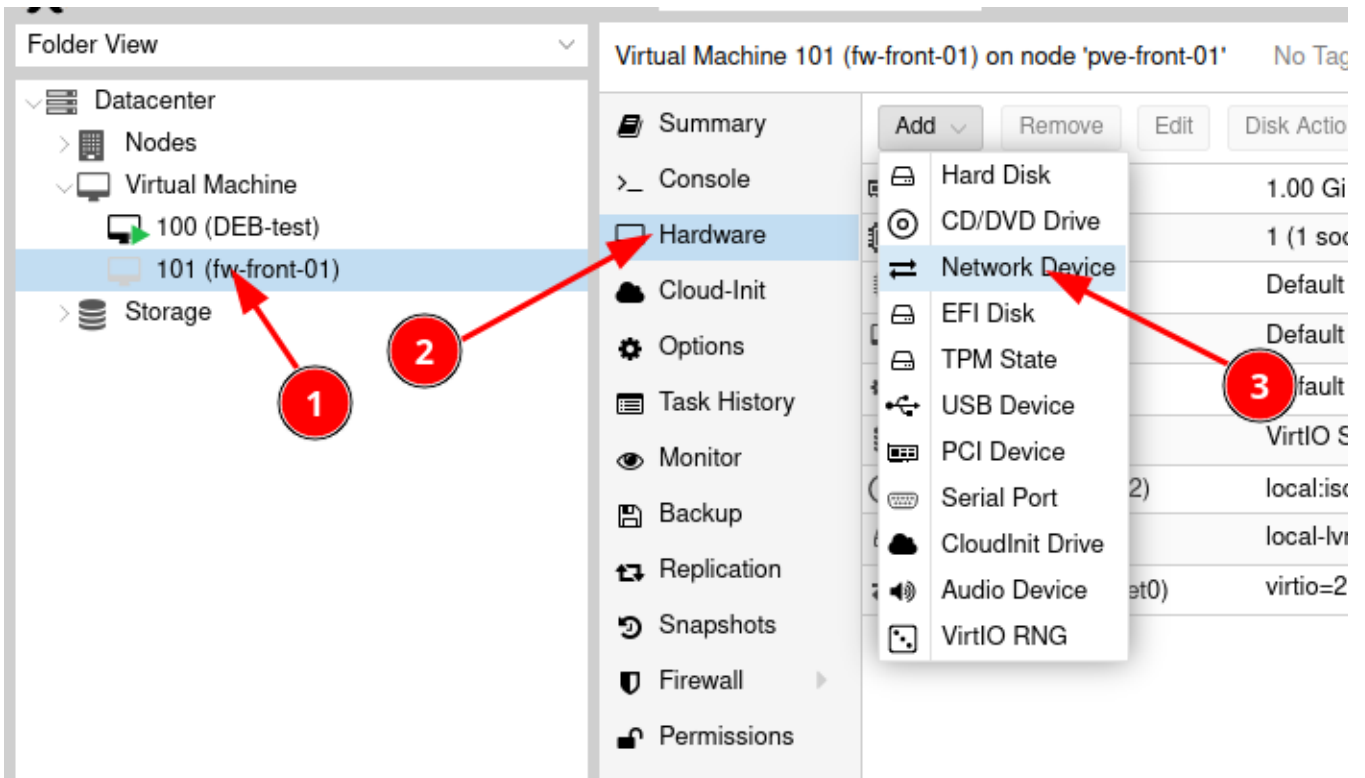 Folder View
Datacenter
Nodes
Virtual Machine
100 (DEB-test)
101 (fw-front-01)
Storage
1
2
Virtual Machine 101 (fw-front-01) on node 'pve-front-01' No Tag
Summary
Console
Hardware
Cloud-Init
Options
Task History
Monitor
Backup
Replication
Snapshots
Firewall
Permissions
Add Remove Edit Disk Actio
Hard Disk
CD/DVD Drive
Network Device
EFI Disk
TPM State
USB Device
PCI Device
Serial Port
CloudInit Drive
Audio Device
VirtIO RNG
3
1.00 Gi
1 (1 soc
Default
Default
fault
VirtIO S
2) local:iso
local-lv
et0) virtio=2